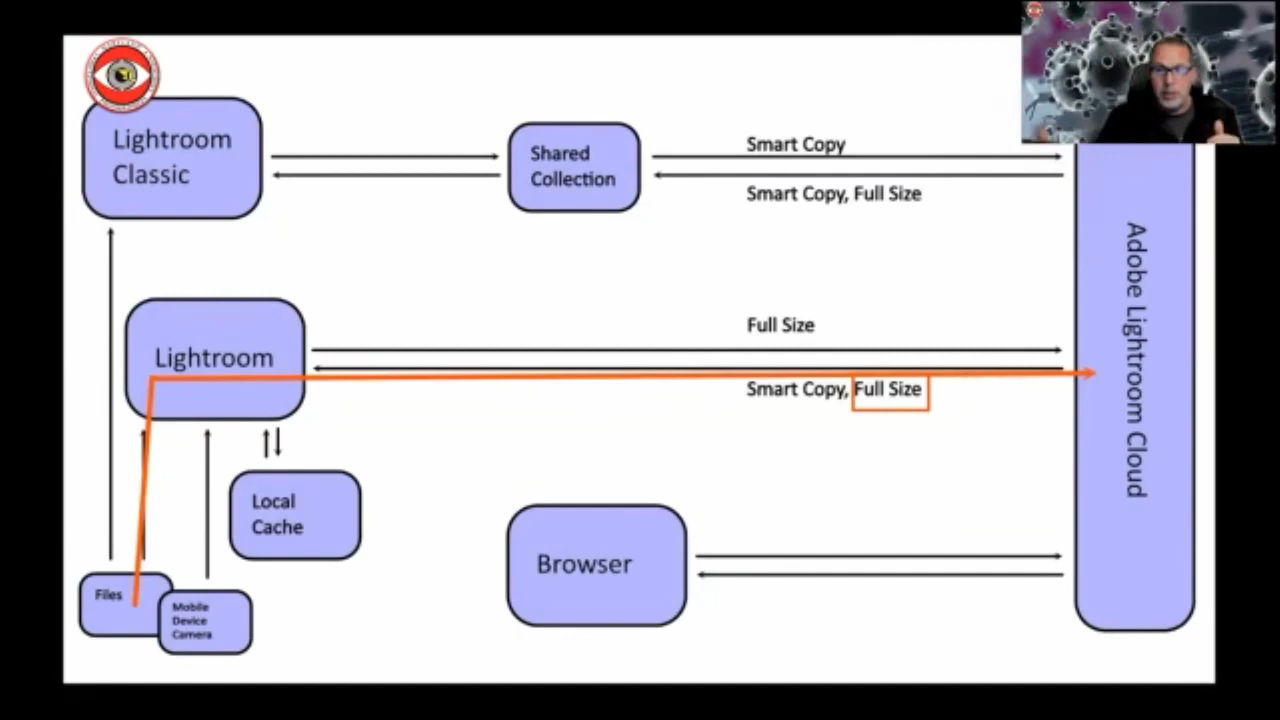 Lightroom
Classic
Shared
Collection
Smart Copy
Smart Copy, Full Size
Adobe Lightroom Cloud
Lightroom
Full Size
Smart Copy, Full Size
Local
Cache
Browser
Files
Mobile
Device
Camera